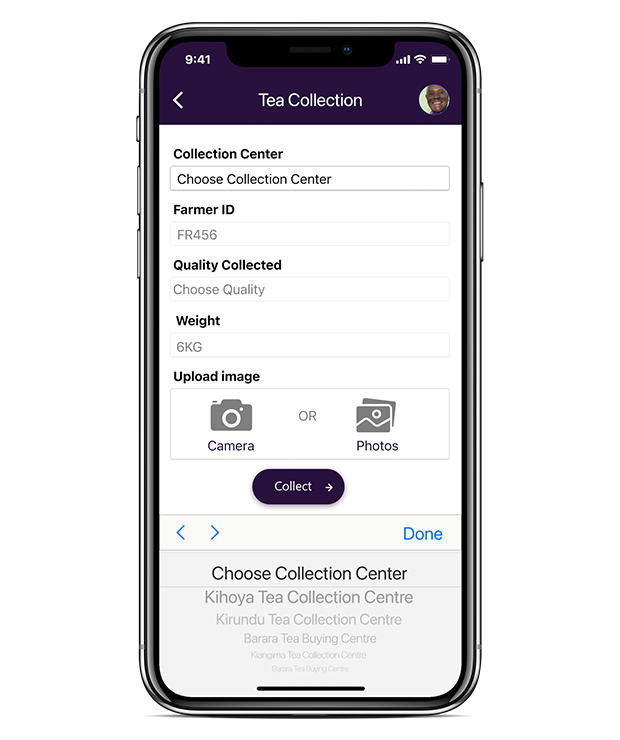 9:41
Tea Collection
Collection Center
Choose Collection Center
Farmer ID
FR456
Quality Collected
Choose Quality
Weight
6KG
Upload image
OR
Camera Photos
Collect
Done
Choose Collection Center
Kihoya Tea Collection Centre
Kirundu Tea Collection Centre
Barara Tea Buying Centre
Kiangima Tea Collection Centre
Barara Tea Buying Centre